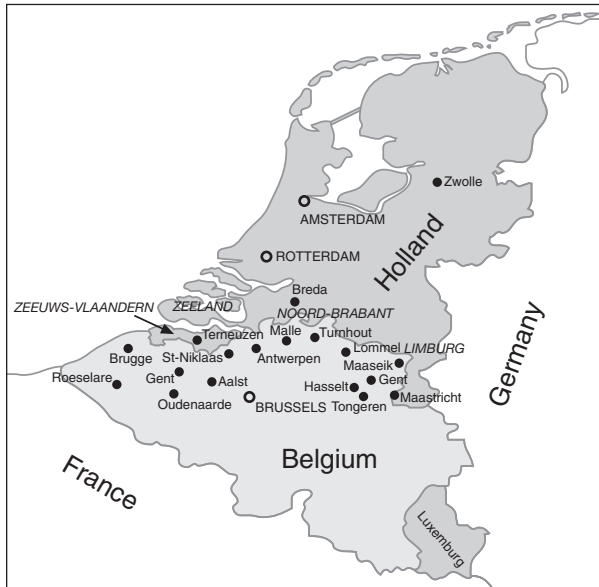 Zwolle
AMSTERDAM
Holland
ROTTERDAM
Breda
ZEEUWS-VLAANDERN
ZEELAND
NOORD-BRABANT
Terneuzen
Malle
Turnhout
Brugge
St-Niklaas
Antwerpen
Lommel
LIMBURG
Maaseik
Roeselare
Gent
Aalst
Hasselt
Gent
Oudenaarde
BRUSSELS
Tongeren
Maastricht
Germany
Belgium
France
Luxemburg